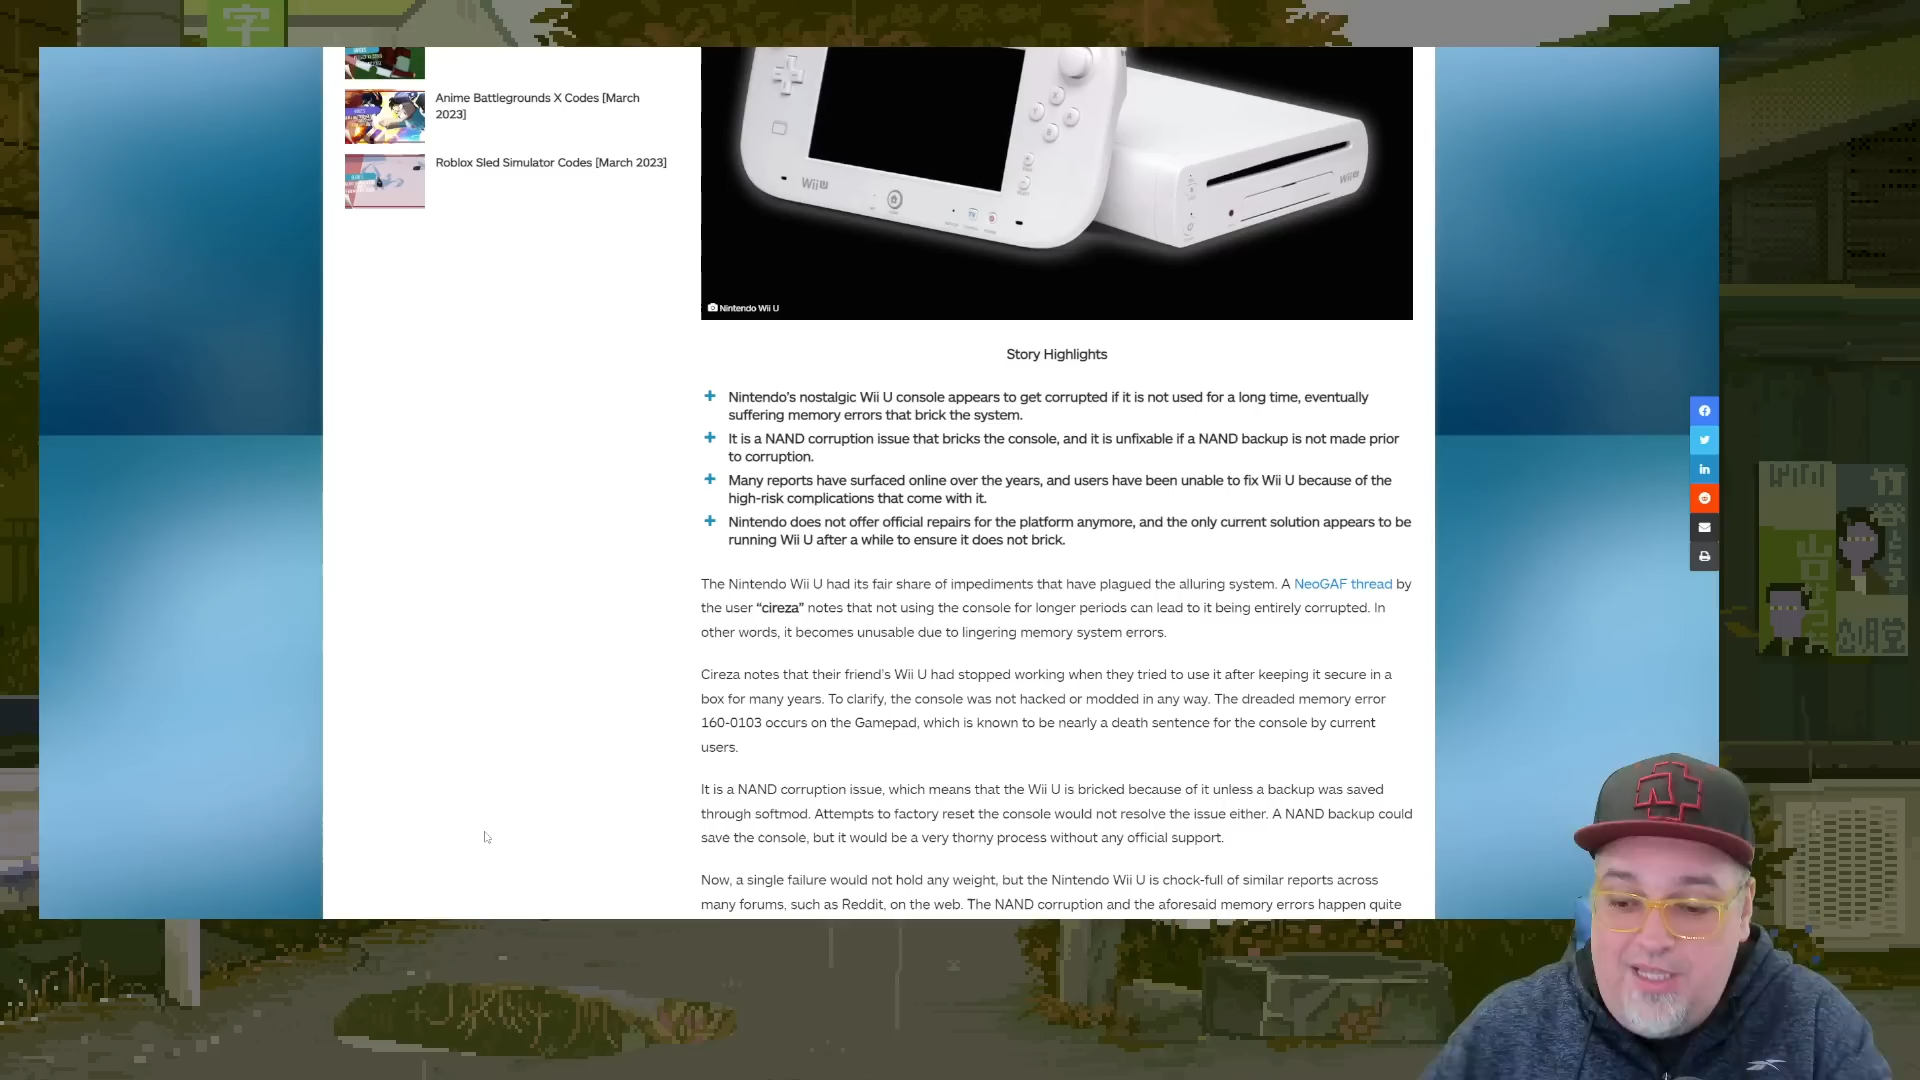 字
Anime Battlegrounds X Codes [March
2023]
Roblox Sled Simulator Codes [March 2023]
X
Y
A
B
WiiU
TV
WiiU
Nintendo Wii U
Story Highlights
Nintendo's nostalgic Wii U console appears to get corrupted if it is not used for a long time, eventually
suffering memory errors that brick the system.
It is a NAND corruption issue that bricks the console, and it is unfixable if a NAND backup is not made prior
to corruption.
Many reports have surfaced online over the years, and users have been unable to fix Wii U because of the
high-risk complications that come with it.
Nintendo does not offer official repairs for the platform anymore, and the only current solution appears to be
running Wii U after a while to ensure it does not brick.
The Nintendo Wii U had its fair share of impediments that have plagued the alluring system. A NeoGAF thread by
the user “cireza” notes that not using the console for longer periods can lead to it being entirely corrupted. In
other words, it becomes unusable due to lingering memory system errors.
Cireza notes that their friend's Wii U had stopped working when they tried to use it after keeping it secure in a
box for many years. To clarify, the console was not hacked or modded in any way. The dreaded memory error
160-0103 occurs on the Gamepad, which is known to be nearly a death sentence for the console by current
users.
It is a NAND corruption issue, which means that the Wii U is bricked because of it unless a backup was saved
through softmod. Attempts to factory reset the console would not resolve the issue either. A NAND backup could
save the console, but it would be a very thorny process without any official support.
Now, a single failure would not hold any weight, but the Nintendo Wii U is chock-full of similar reports across
many forums, such as Reddit, on the web. The NAND corruption and the aforesaid memory errors happen quite